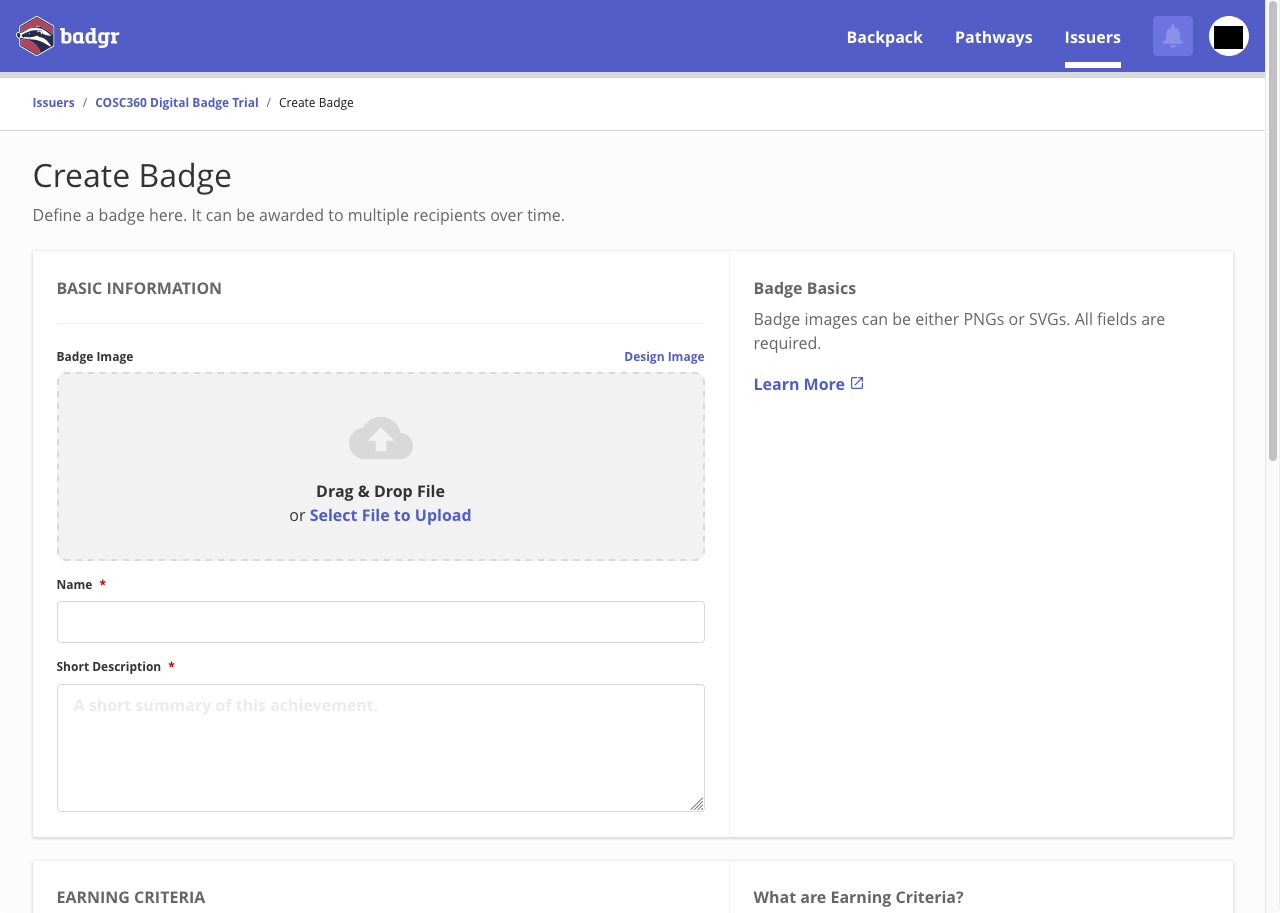 badgr
Backpack Pathways Issuers
Issuers / COSC360 Digital Badge Trial / Create Badge
Create Badge
Define a badge here. It can be awarded to multiple recipients over time.
BASIC INFORMATION
Badge Image Design Image
Drag & Drop File
or Select File to Upload
Name *
Short Description *
A short summary of this achievement.
Badge Basics
Badge images can be either PNGs or SVGs. All fields are
required.
Learn More
EARNING CRITERIA
What are Earning Criteria?